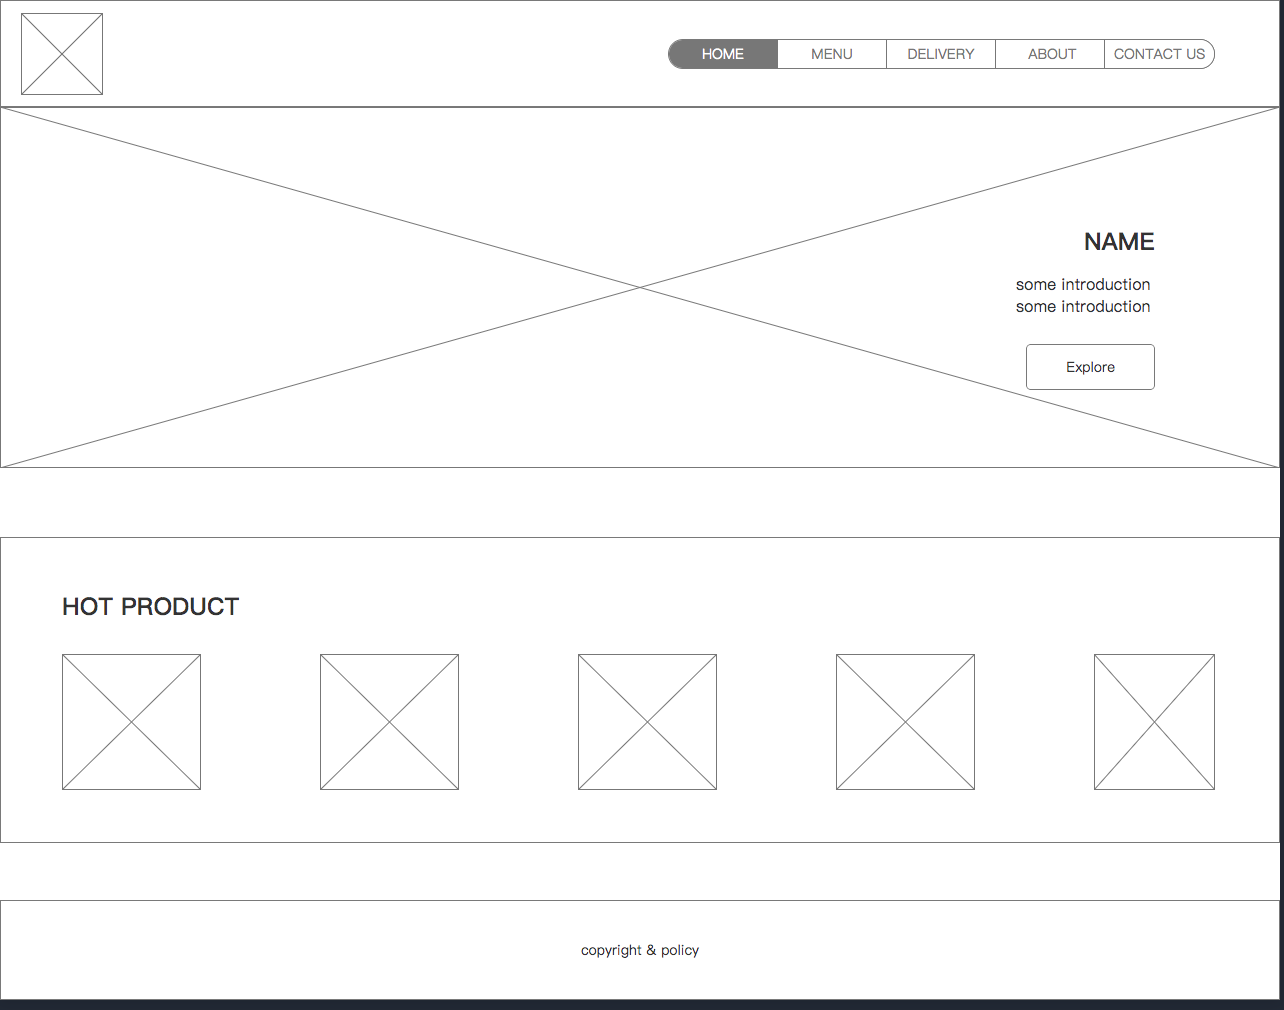 HOME MENU DELIVERY ABOUT CONTACT US
NAME
some introduction
some introduction
Explore
HOT PRODUCT
copyright & policy